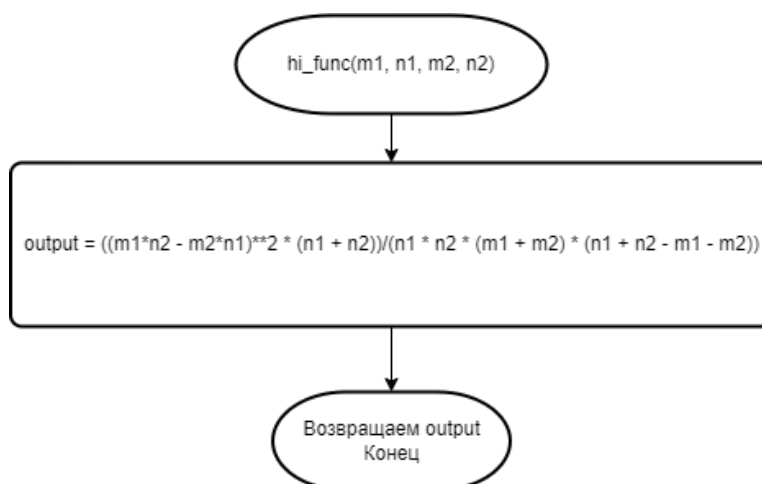 hi_func(m1, n1, m2, n2)
output = ((m1*n2 - m2*n1)**2 * (n1 + n2))/(n1 * n2 * (m1 + m2) * (n1 + n2 - m1 - m2))
Возвращаем output
Конец